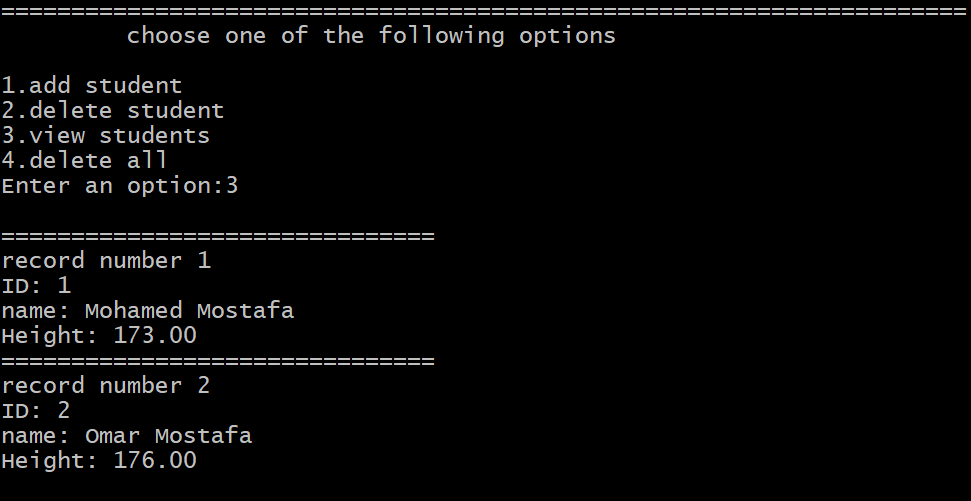 =====================================================================
choose one of the following options
1.add student
2.delete student
3.view students
4.delete all
Enter an option:3
===============================
record number 1
ID: 1
name: Mohamed Mostafa
Height: 173.00
===============================
record number 2
ID: 2
name: Omar Mostafa
Height: 176.00